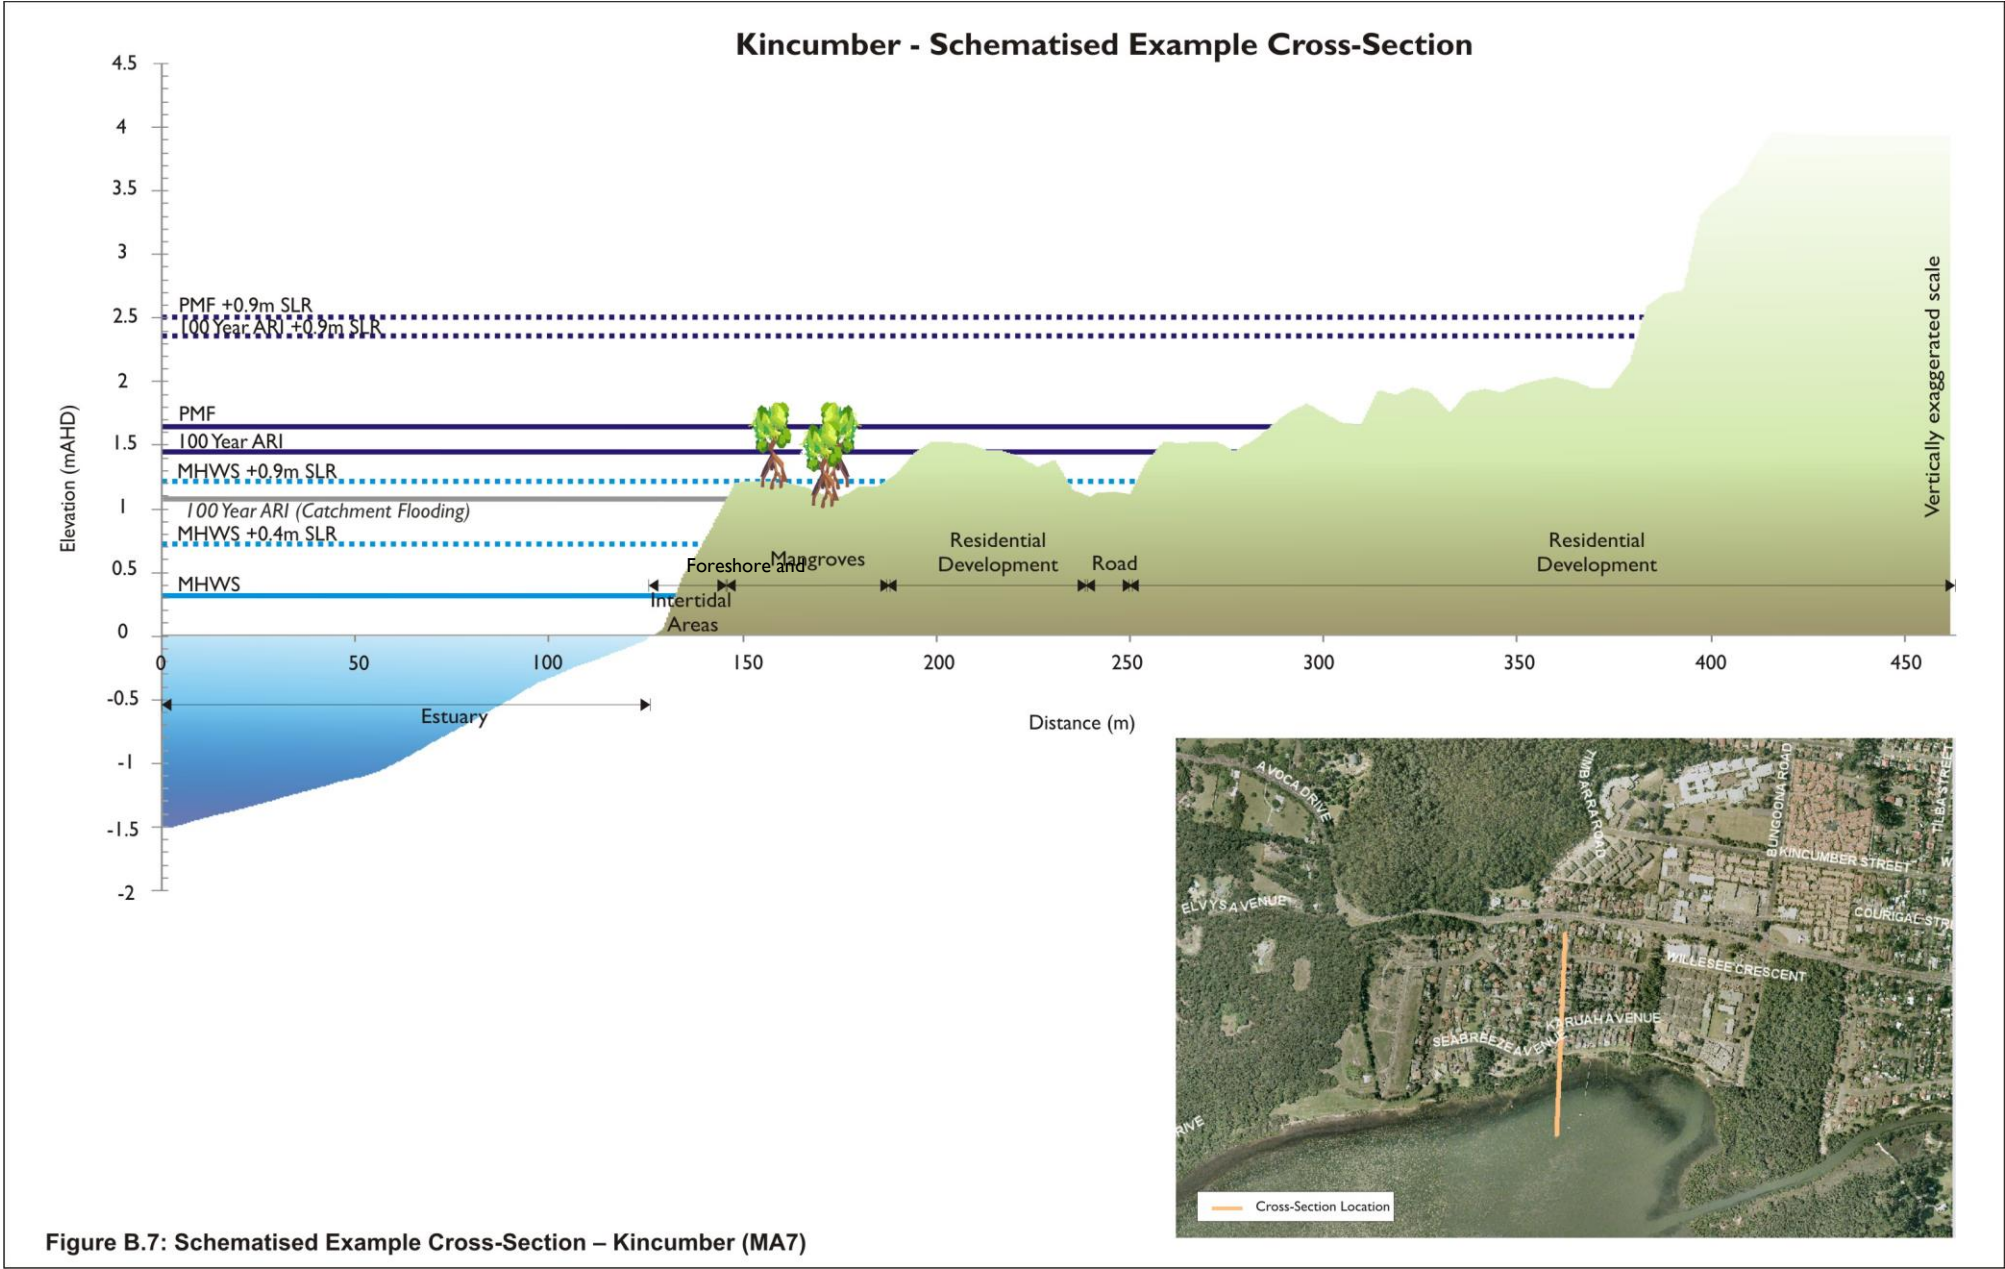 Kincumber - Schematised Example Cross-Section
4.5
4
3.5
3
2.5
2
1.5
1
0.5
0
-0.5
-1
-1.5
-2
Elevation (mAHD)
PMF +0.9m SLR
100 Year ARI +0.9m SLR
PMF
100 Year ARI
MHWS +0.9m SLR
100 Year ARI (Catchment Flooding)
MHWS +0.4m SLR
MHWS
Foreshore and
Intertidal
Areas
Mangroves
Residential
Development
Road
Residential
Development
Vertically exaggerated scale
0 50 100 150 200 250 300 350 400 450
Estuary
Distance (m)
AVOCA DRIVE
TIMBARRA ROAD
BUNGOONA ROAD
TILBA STREET
KINCUMBER STREET
W
ELVYS AVENUE
COURIGAL STR
WILLESEE CRESCENT
KARUAH AVENUE
SEABREEZE AVENUE
RIVE
Cross-Section Location
Figure B.7: Schematised Example Cross-Section – Kincumber (MA7)